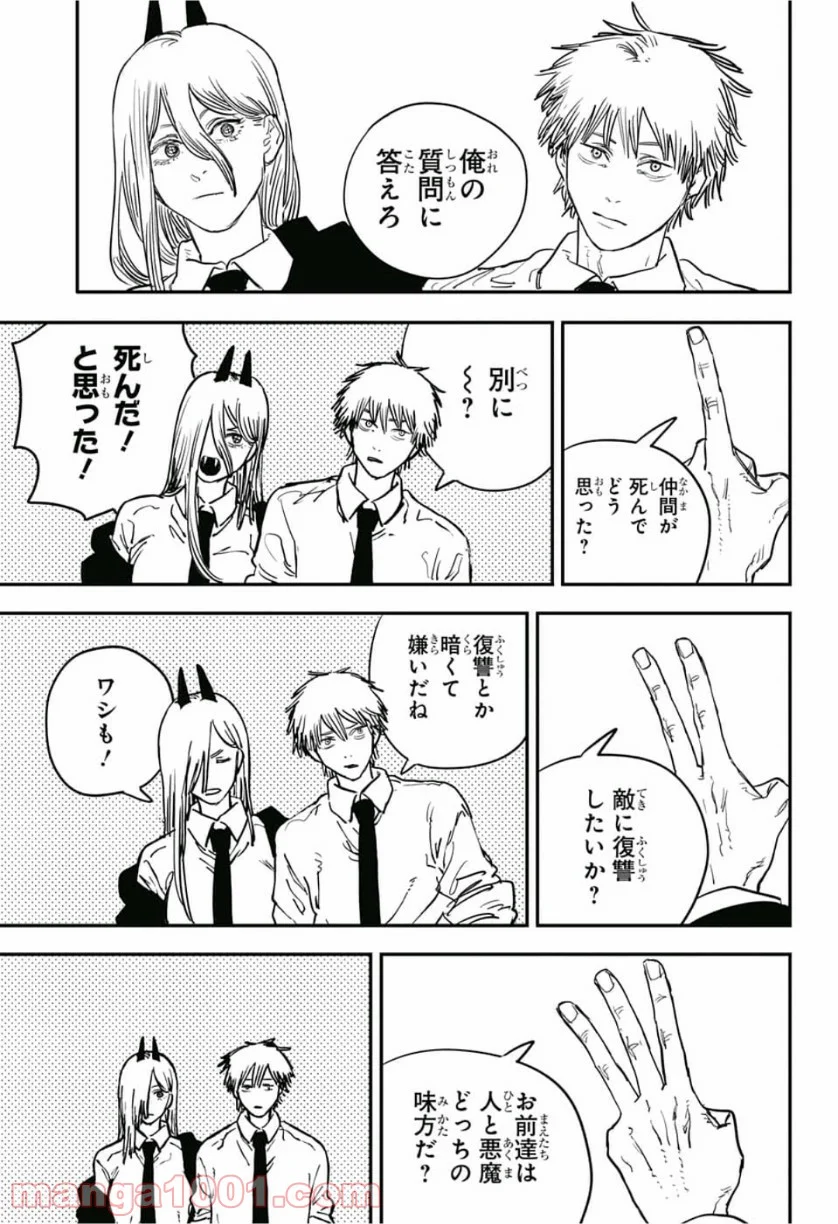 俺の
質問に
答えろ
仲間が
死んで
どう
思った?
別に
〜?
死んだ!
と思った!
敵に復讐
したいか?
復讐とか
暗くて
嫌いだね
ワシも!
お前達は
人と悪魔
どっちの
味方だ?
manga1001.com